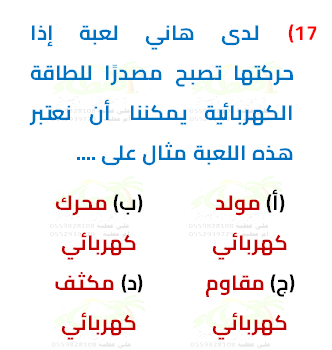 17) لدى هاني لعبة إذا
حركتها تصبح مصدرًا للطاقة
الكهربائية يمكننا أن نعتبر
هذه اللعبة مثال على ....
(أ) مولد كهربائي
(ب) محرك كهربائي
(ج) مقاوم كهربائي
(د) مكثف كهربائي